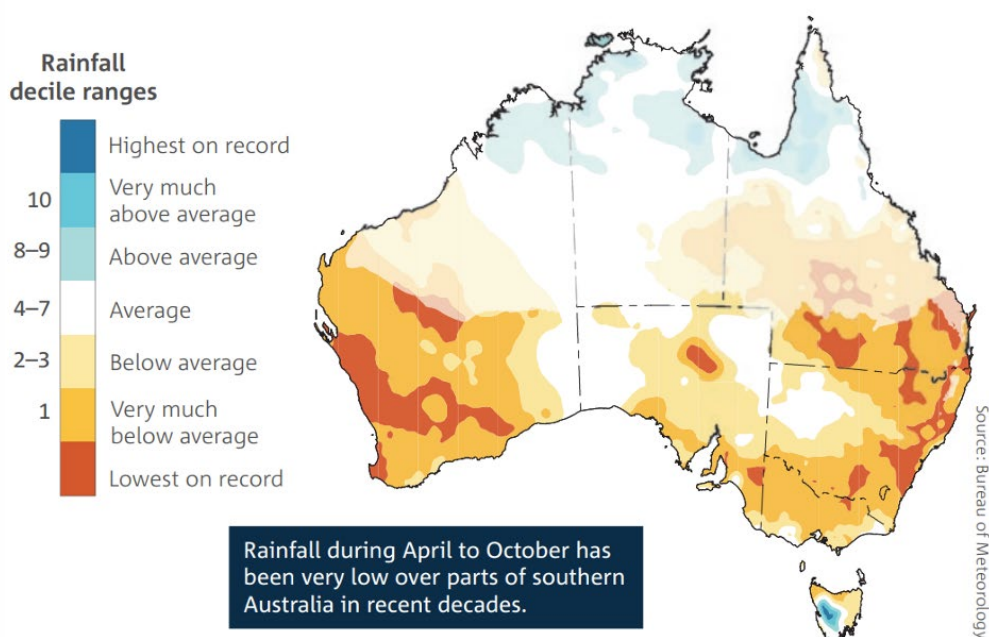 Rainfall
decile ranges
Highest on record
10
Very much
above average
8–9
Above average
4–7
Average
2–3
Below average
1
Very much
below average
Lowest on record
Rainfall during April to October has
been very low over parts of southern
Australia in recent decades.
Source: Bureau of Meteorology